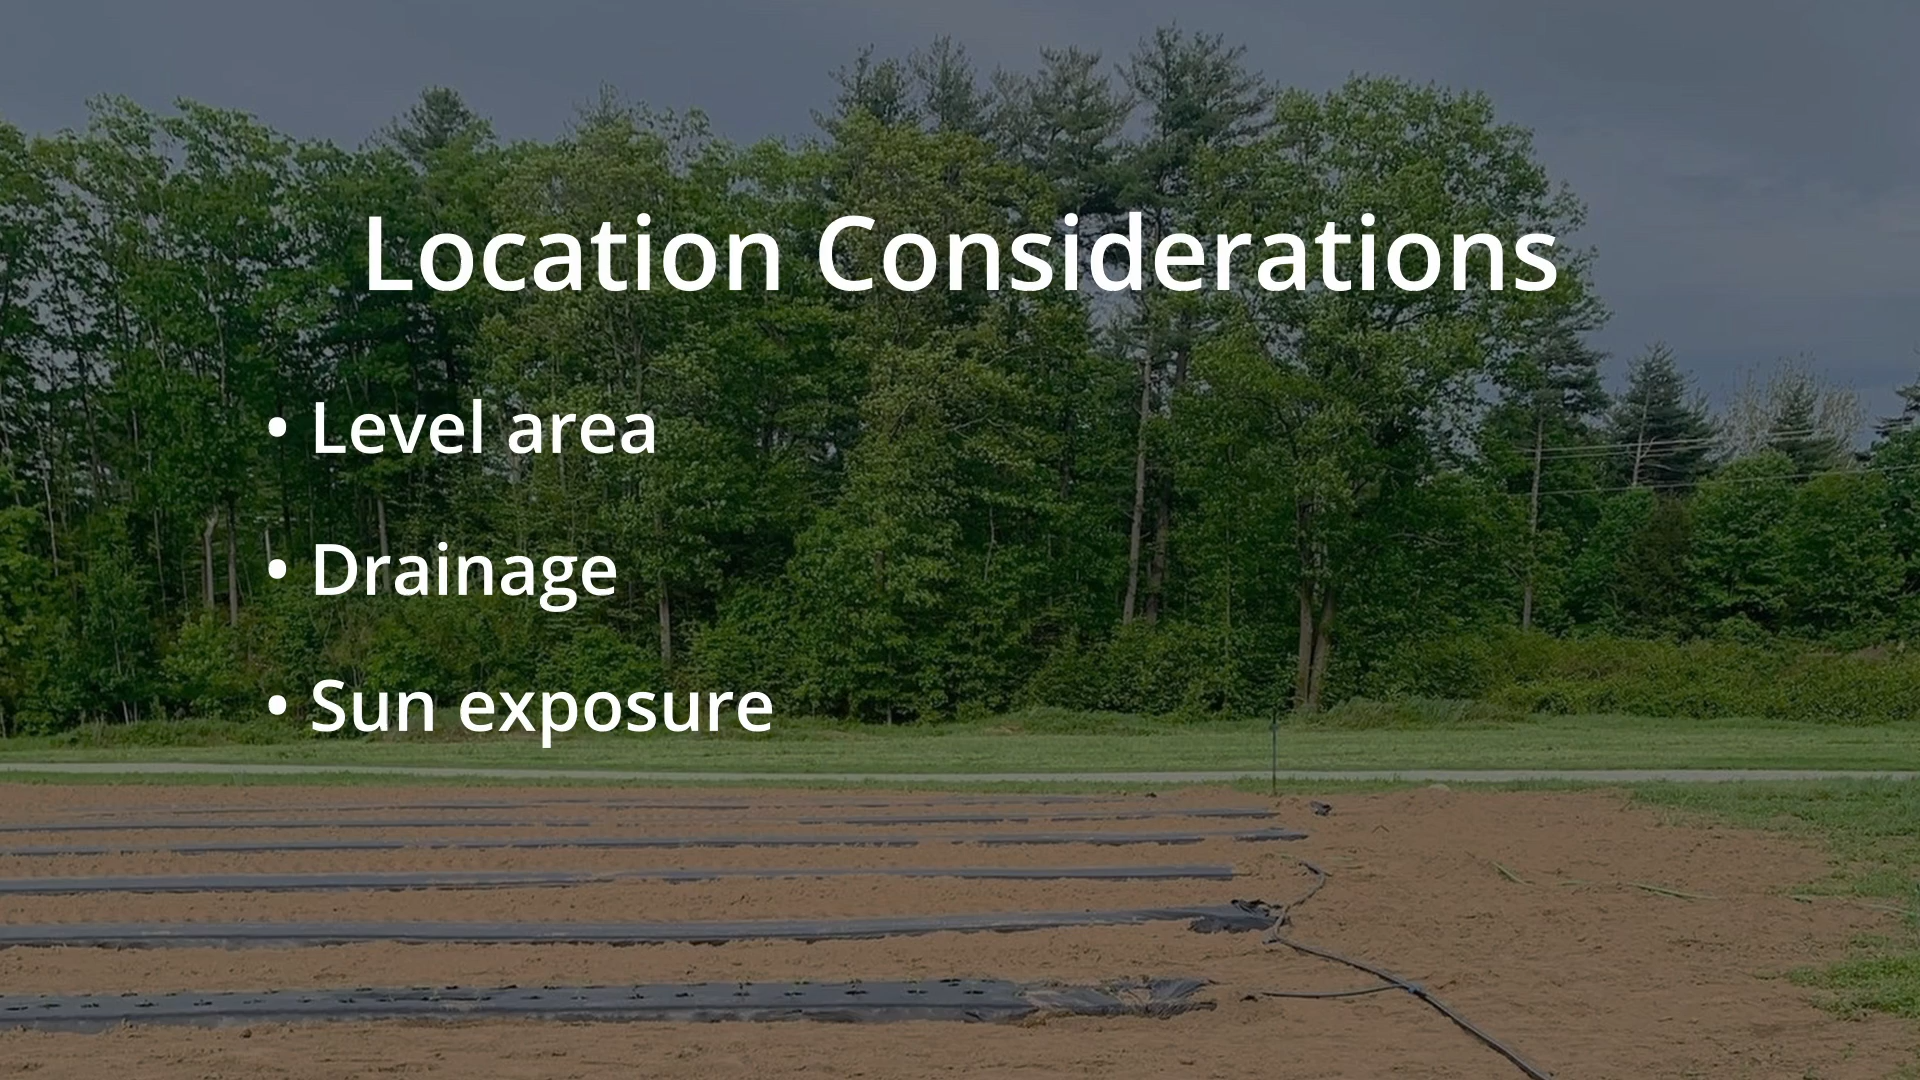 Location Considerations
• Level area
• Drainage
• Sun exposure